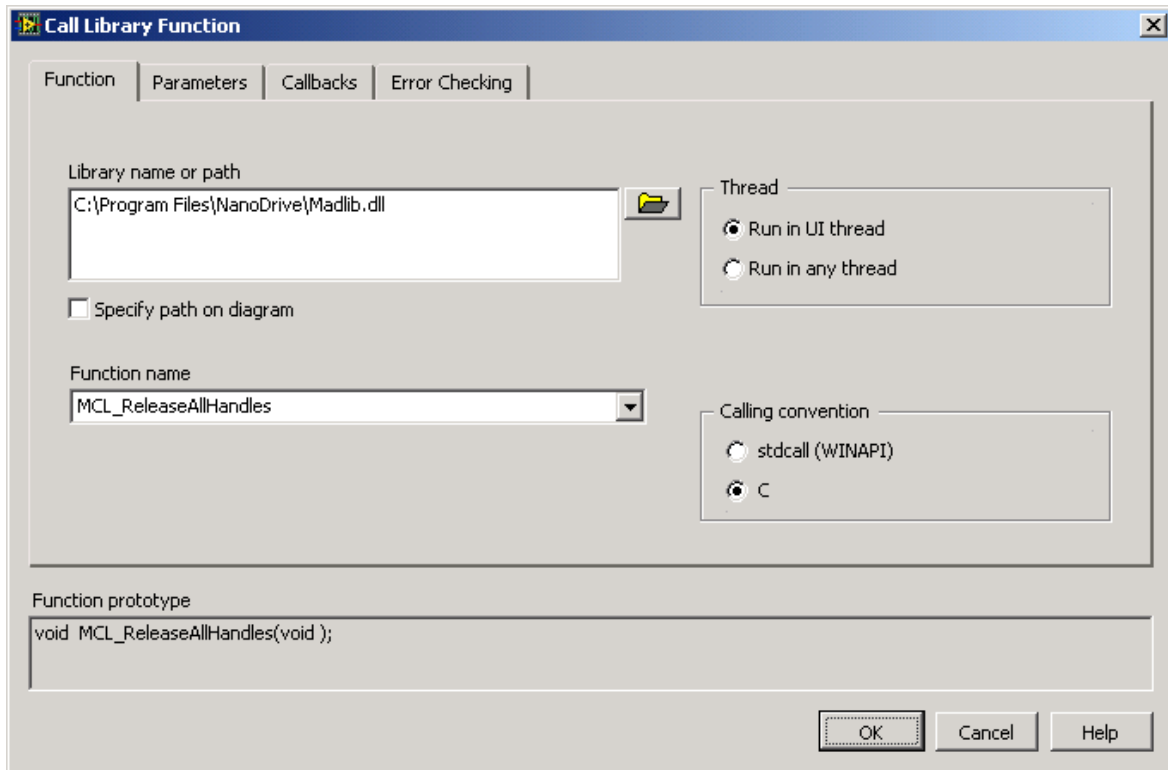 Call Library Function
Function Parameters Callbacks Error Checking
Library name or path
C:\Program Files\NanoDrive\Madlib.dll
Thread
Run in UI thread
Run in any thread
Specify path on diagram
Function name
MCL_ReleaseAllHandles
Calling convention
stdcall (WINAPI)
C
Function prototype
void MCL_ReleaseAllHandles(void );
OK Cancel Help